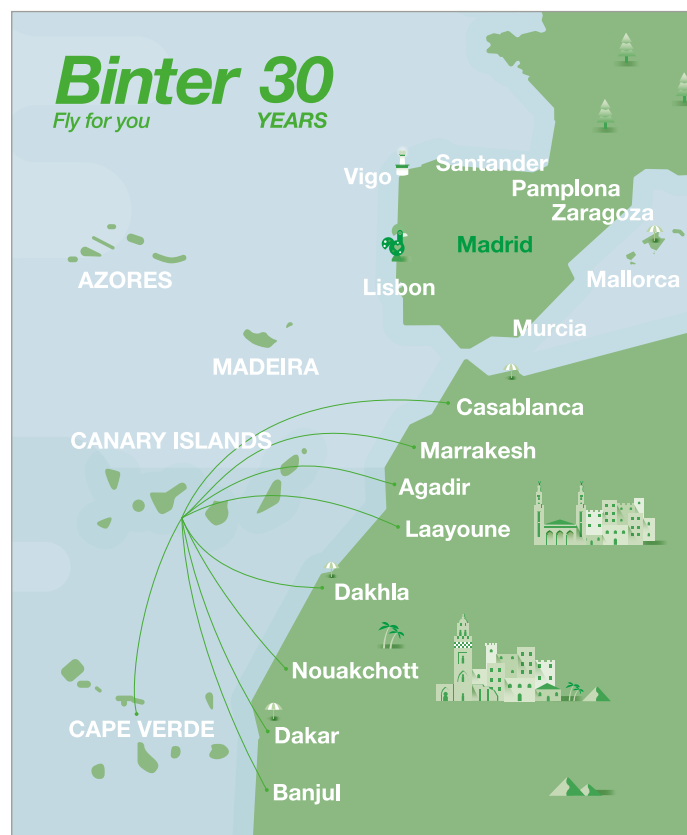 Binter 30
Fly for you YEARS
Vigo
Santander
Pamplona
Zaragoza
Madrid
AZORES
Lisbon
Mallorca
Murcia
MADEIRA
Casablanca
CANARY ISLANDS
Marrakesh
Agadir
Laayoune
Dakhla
Nouakchott
CAPE VERDE
Dakar
Banjul